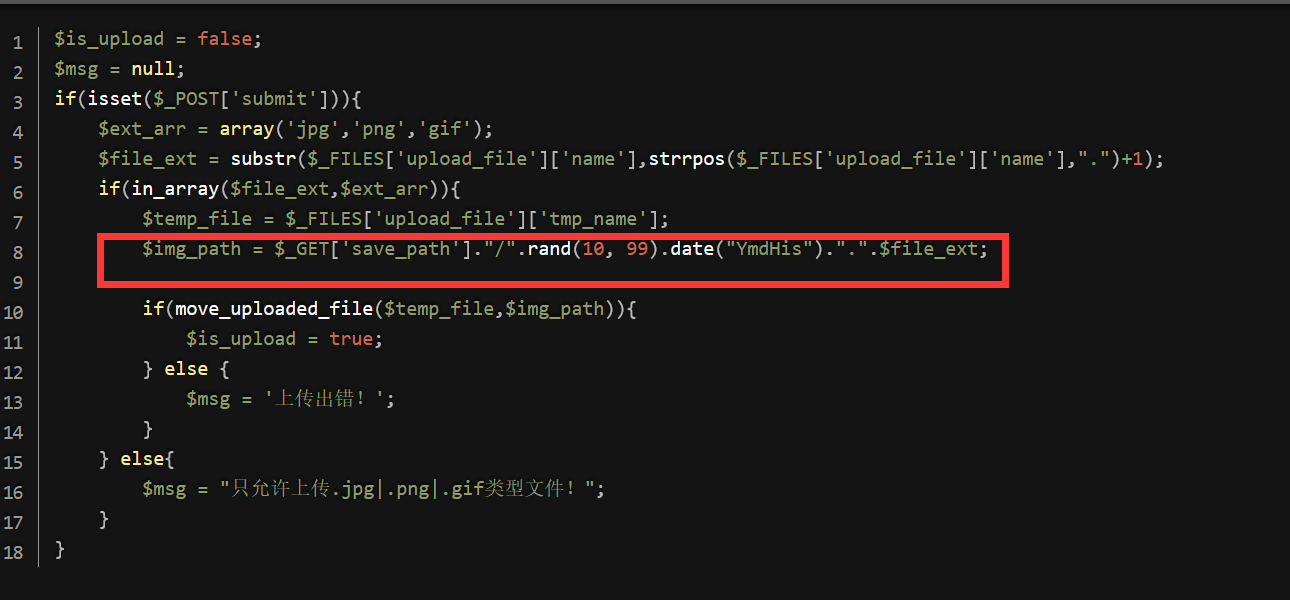 1 $is_upload = false;
2 $msg = null;
3 if(isset($_POST['submit'])){
4 $ext_arr = array('jpg','png','gif');
5 $file_ext = substr($_FILES['upload_file']['name'],strrpos($_FILES['upload_file']['name'],".")+1);
6 if(in_array($file_ext,$ext_arr)){
7 $temp_file = $_FILES['upload_file']['tmp_name'];
8 $img_path = $_GET['save_path']."/".rand(10, 99).date("YmdHis").".".$file_ext;
9
10 if(move_uploaded_file($temp_file,$img_path)){
11 $is_upload = true;
12 } else {
13 $msg = '上传出错！';
14 }
15 } else{
16 $msg = "只允许上传.jpg|.png|.gif类型文件！";
17 }
18 }